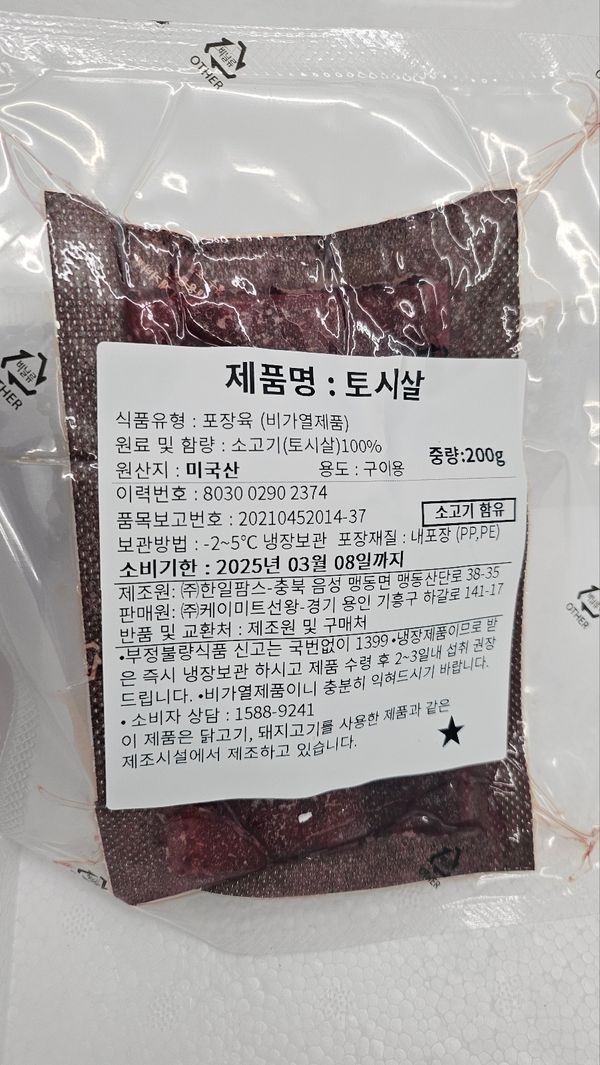 비닐류
OTHER
비닐류
HER
제품명 : 토시살
식품유형 : 포장육 (비가열제품)
원료 및 함량 : 소고기(토시살)100%
중량:200g
원산지 : 미국산 용도 : 구이용
이력번호 : 8030 0290 2374
소고기 함유
품목보고번호 : 20210452014-37
보관방법 : -2~5℃ 냉장보관 포장재질 : 내포장 (PP,PE)
소비기한 : 2025년 03월 08일까지
제조원: ㈜한일팜스-충북 음성 맹동면 맹동산단로 38-35
판매원: ㈜케이미트선왕-경기 용인 기흥구 하갈로 141-17
반품 및 교환처 : 제조원 및 구매처
•부정불량식품 신고는 국번없이 1399 •냉장제품이므로 받
은 즉시 냉장보관 하시고 제품 수령 후 2~3일내 섭취 권장
드립니다. •비가열제품이니 충분히 익혀드시기 바랍니다.
• 소비자 상담 : 1588-9241
이 제품은 닭고기, 돼지고기를 사용한 제품과 같은
제조시설에서 제조하고 있습니다.
OTHER
OTHER